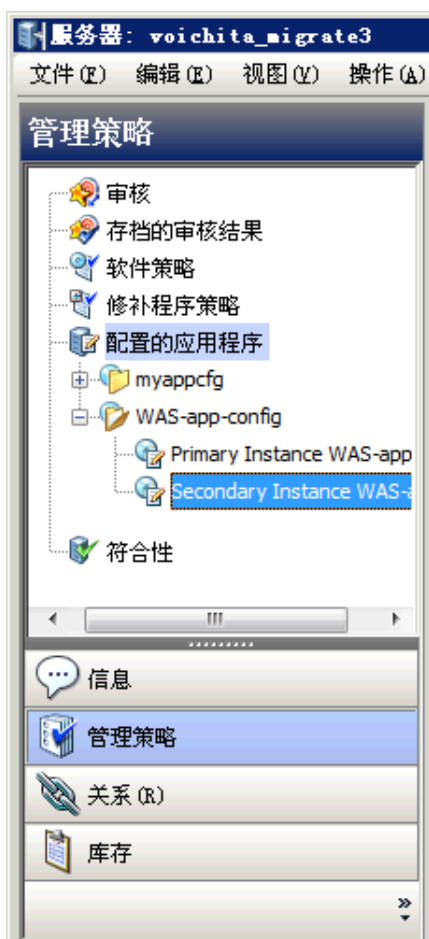 服务器: voichita_migrate3
文件(F) 编辑(E) 视图(V) 操作(A)
管理策略
审核
存档的审核结果
软件策略
修补程序策略
配置的应用程序
myappcfg
WAS-app-config
Primary Instance WAS-app
Secondary Instance WAS-a
符合性
信息
管理策略
关系(R)
库存